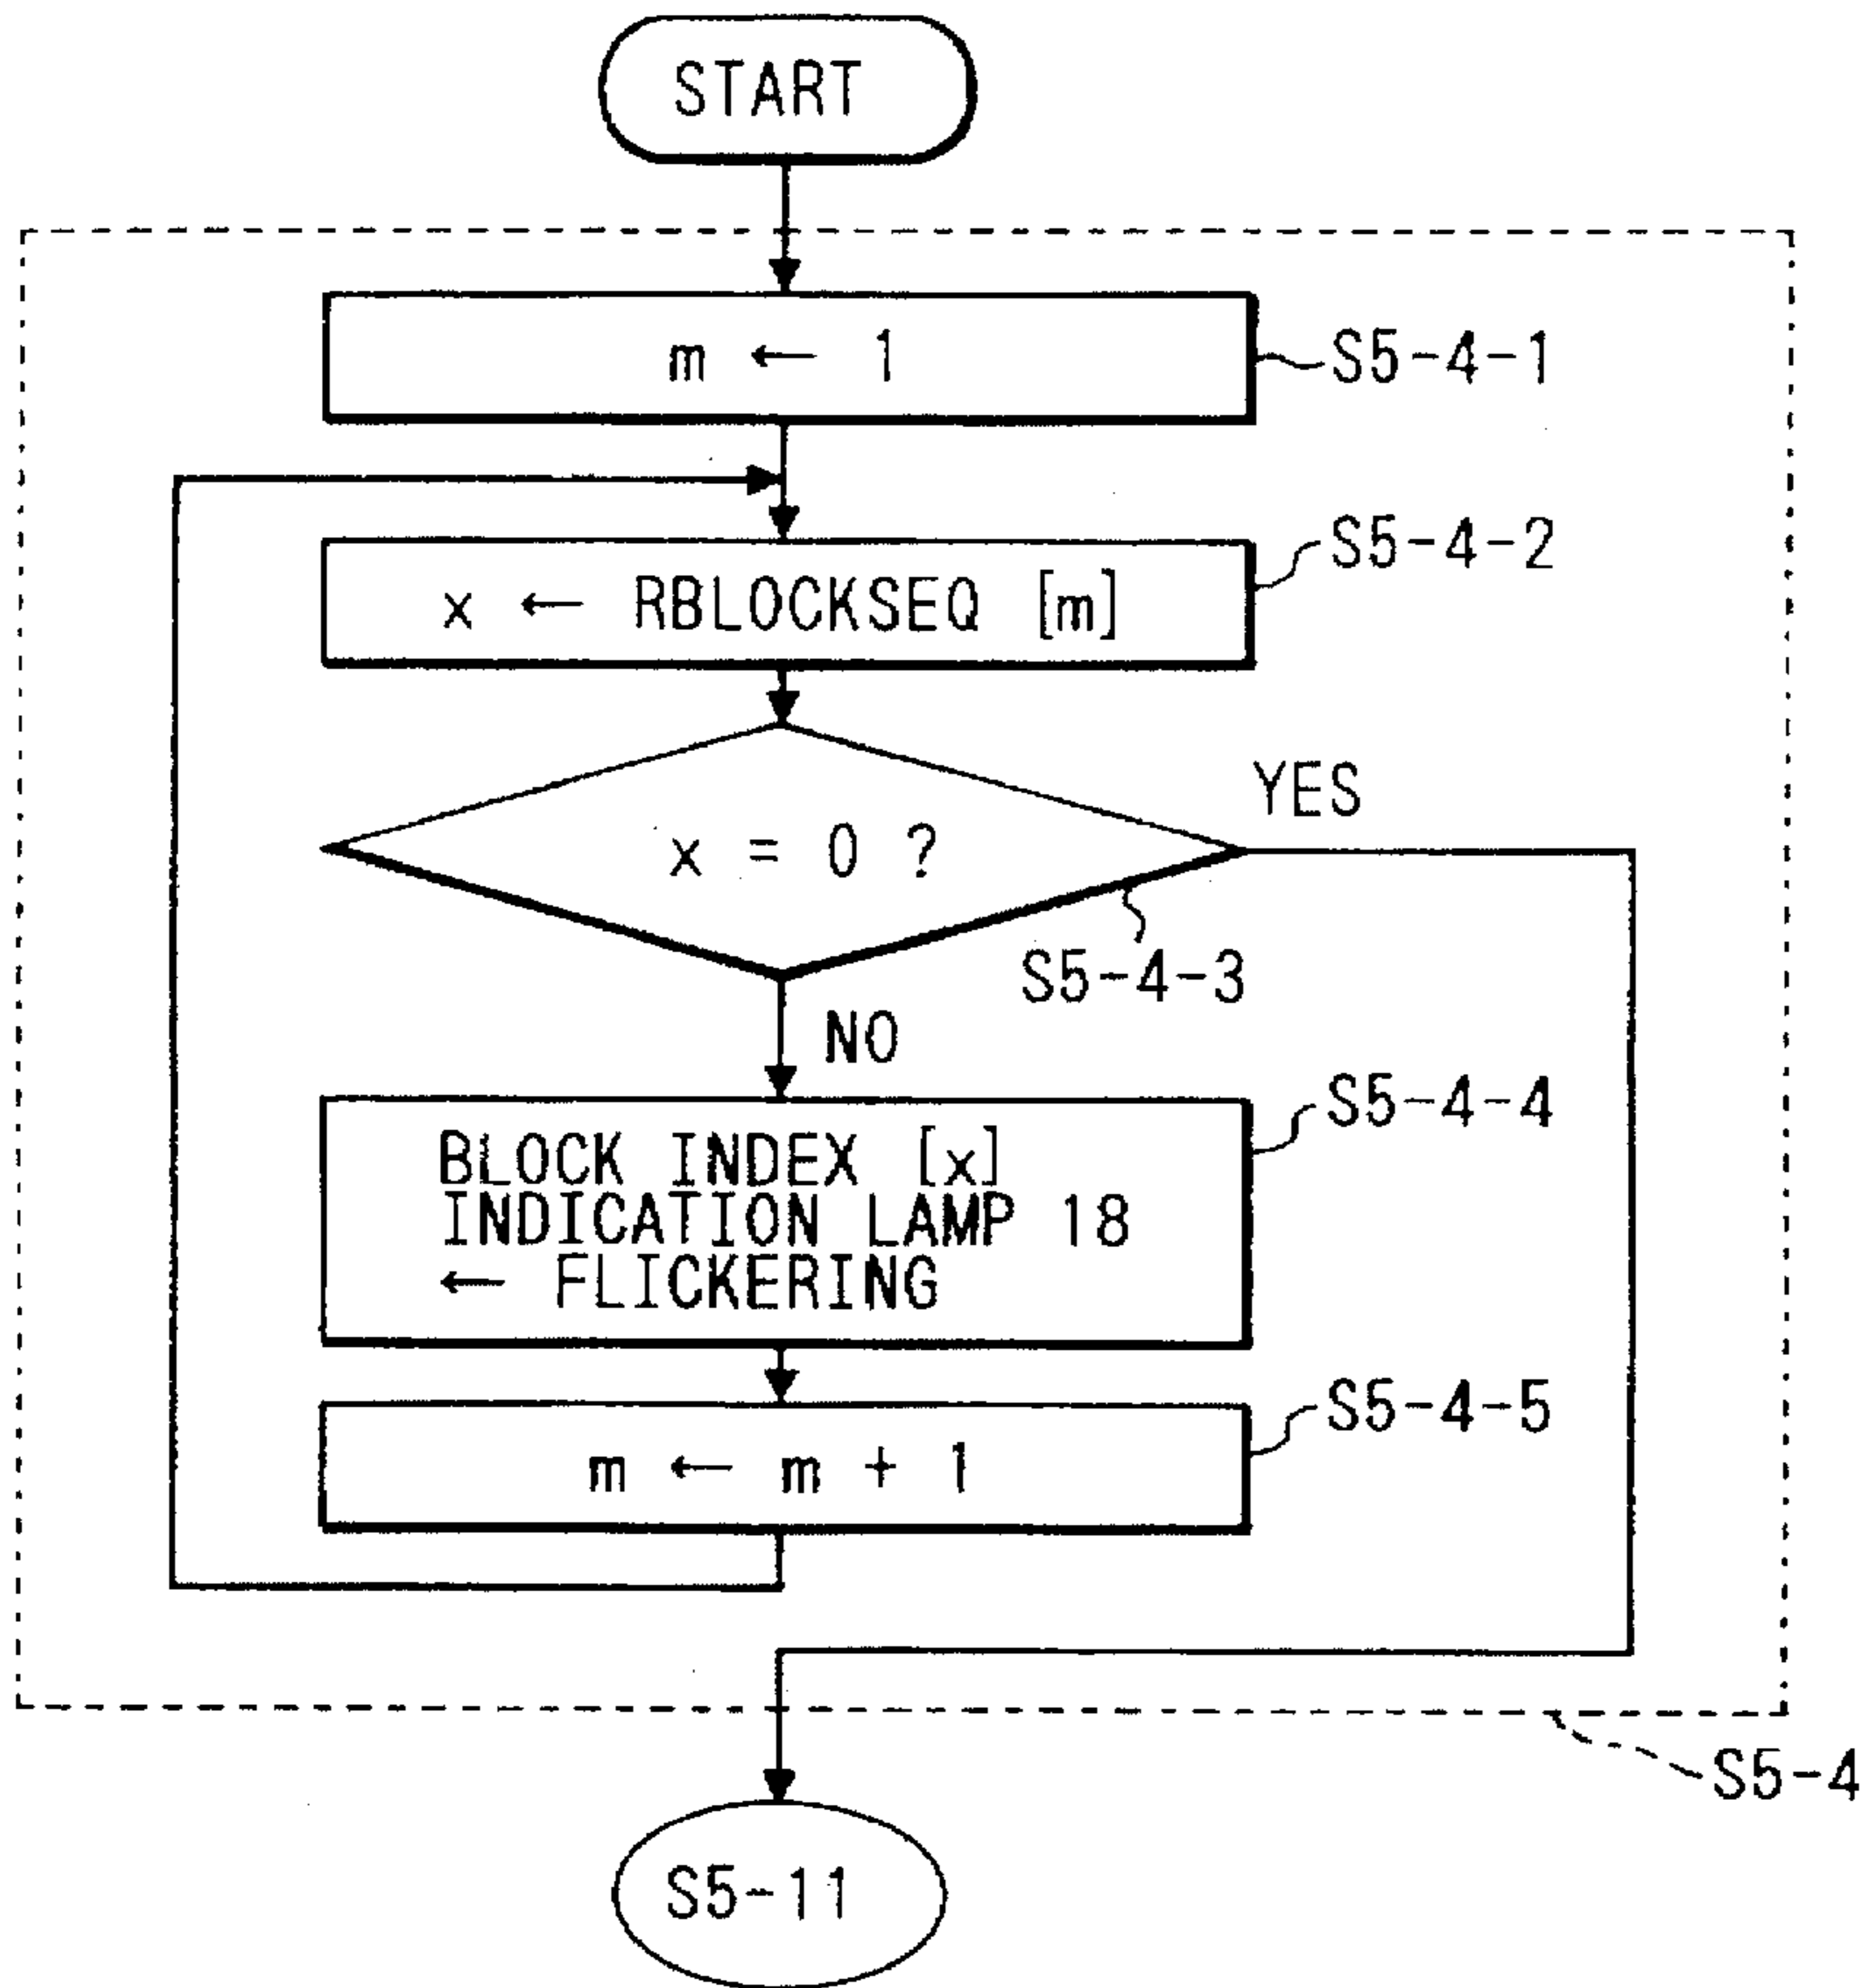 START
m ← 1
S5-4-1
S5-4-2
x ← RBLOCKSEQ [m]
YES
x = 0 ?
S5-4-3
NO
S5-4-4
BLOCK INDEX [x]
INDICATION LAMP 18
← FLICKERING
S5-4-5
m ← m + 1
S5-4
S5-11